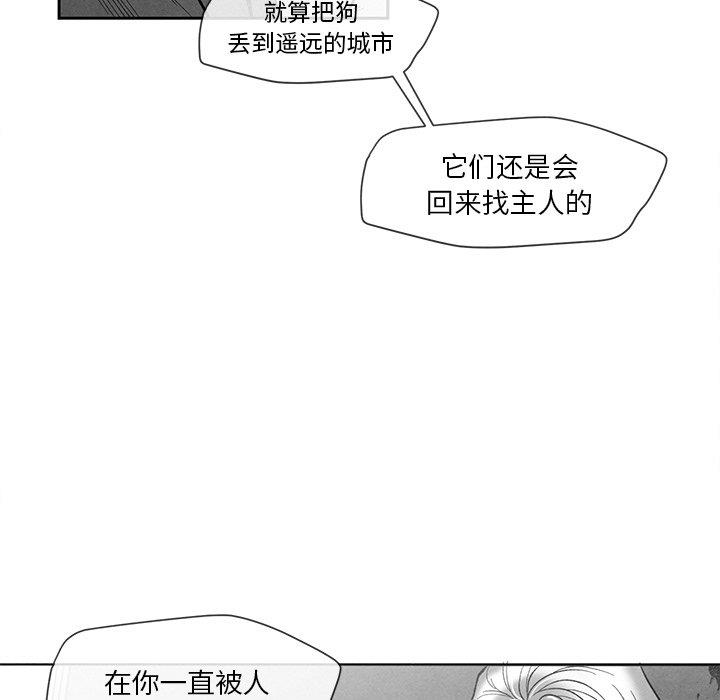 就算把狗
丢到遥远的城市
它们还是会
回来找主人的
在你一直被人